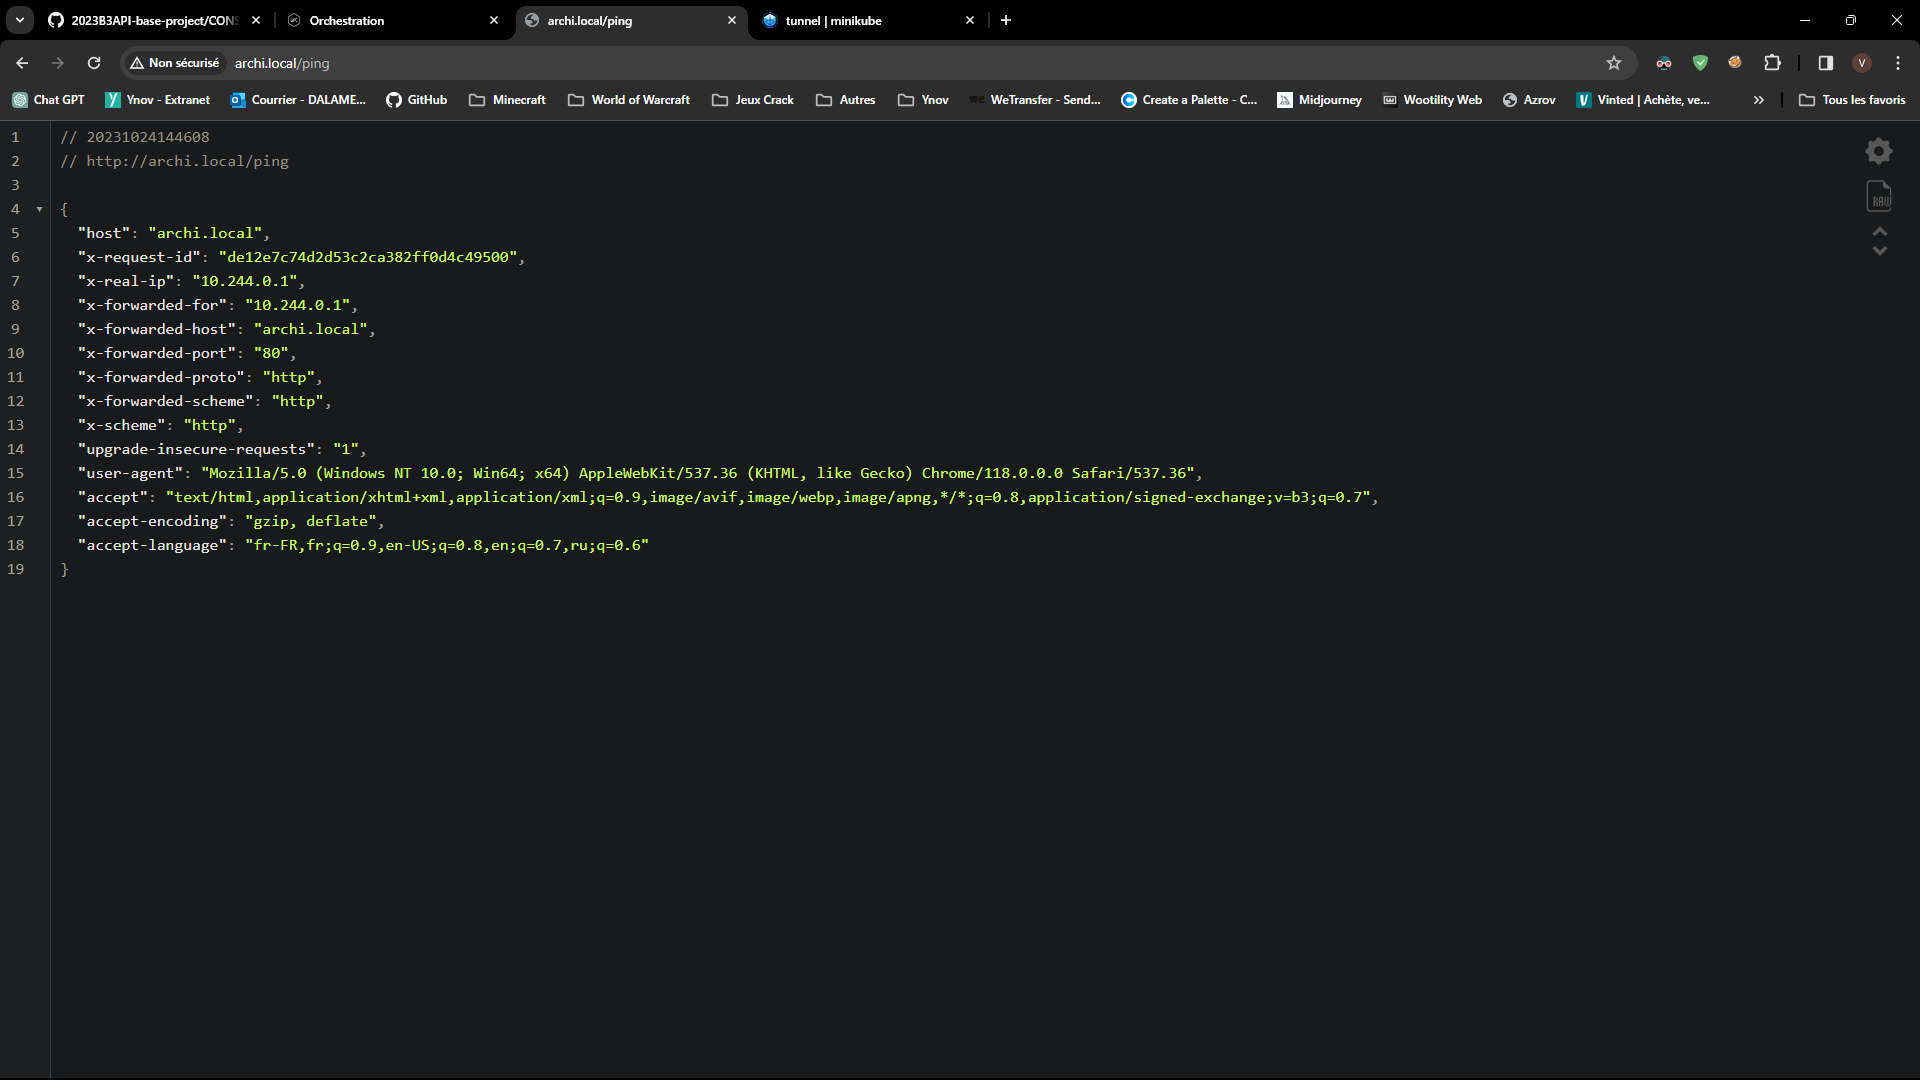 2023B3API-base-project/CONS
Orchestration
archi.local/ping
tunnel | minikube
Non sécurisé
archi.local/ping
V
Chat GPT
Ynov - Extranet
Courrier - DALAME...
GitHub
Minecraft
World of Warcraft
Jeux Crack
Autres
Ynov
WeTransfer - Send...
Create a Palette - C...
Midjourney
Wootility Web
Azrov
Vinted | Achète, ve...
Tous les favoris
1 // 20231024144608
2 // http://archi.local/ping
3
4 {
5 "host": "archi.local",
6 "x-request-id": "de12e7c74d2d53c2ca382ff0d4c49500",
7 "x-real-ip": "10.244.0.1",
8 "x-forwarded-for": "10.244.0.1",
9 "x-forwarded-host": "archi.local",
10 "x-forwarded-port": "80",
11 "x-forwarded-proto": "http",
12 "x-forwarded-scheme": "http",
13 "x-scheme": "http",
14 "upgrade-insecure-requests": "1",
15 "user-agent": "Mozilla/5.0 (Windows NT 10.0; Win64; x64) AppleWebKit/537.36 (KHTML, like Gecko) Chrome/118.0.0.0 Safari/537.36",
16 "accept": "text/html,application/xhtml+xml,application/xml;q=0.9,image/avif,image/webp,image/apng,*/*;q=0.8,application/signed-exchange;v=b3;q=0.7",
17 "accept-encoding": "gzip, deflate",
18 "accept-language": "fr-FR,fr;q=0.9,en-US;q=0.8,en;q=0.7,ru;q=0.6"
19 }
RAW